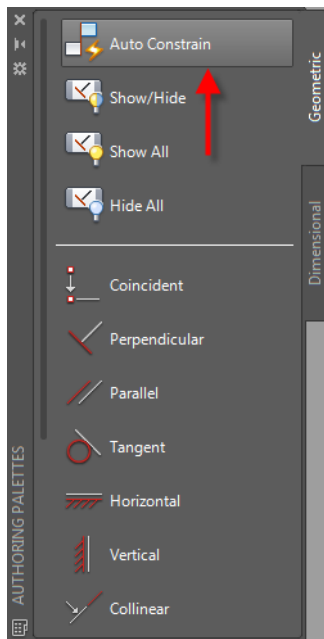 Auto Constrain
Show/Hide
Show All
Hide All
Coincident
Perpendicular
Parallel
Tangent
Horizontal
Vertical
Collinear
Geometric
Dimensional
AUTHORING PALETTES